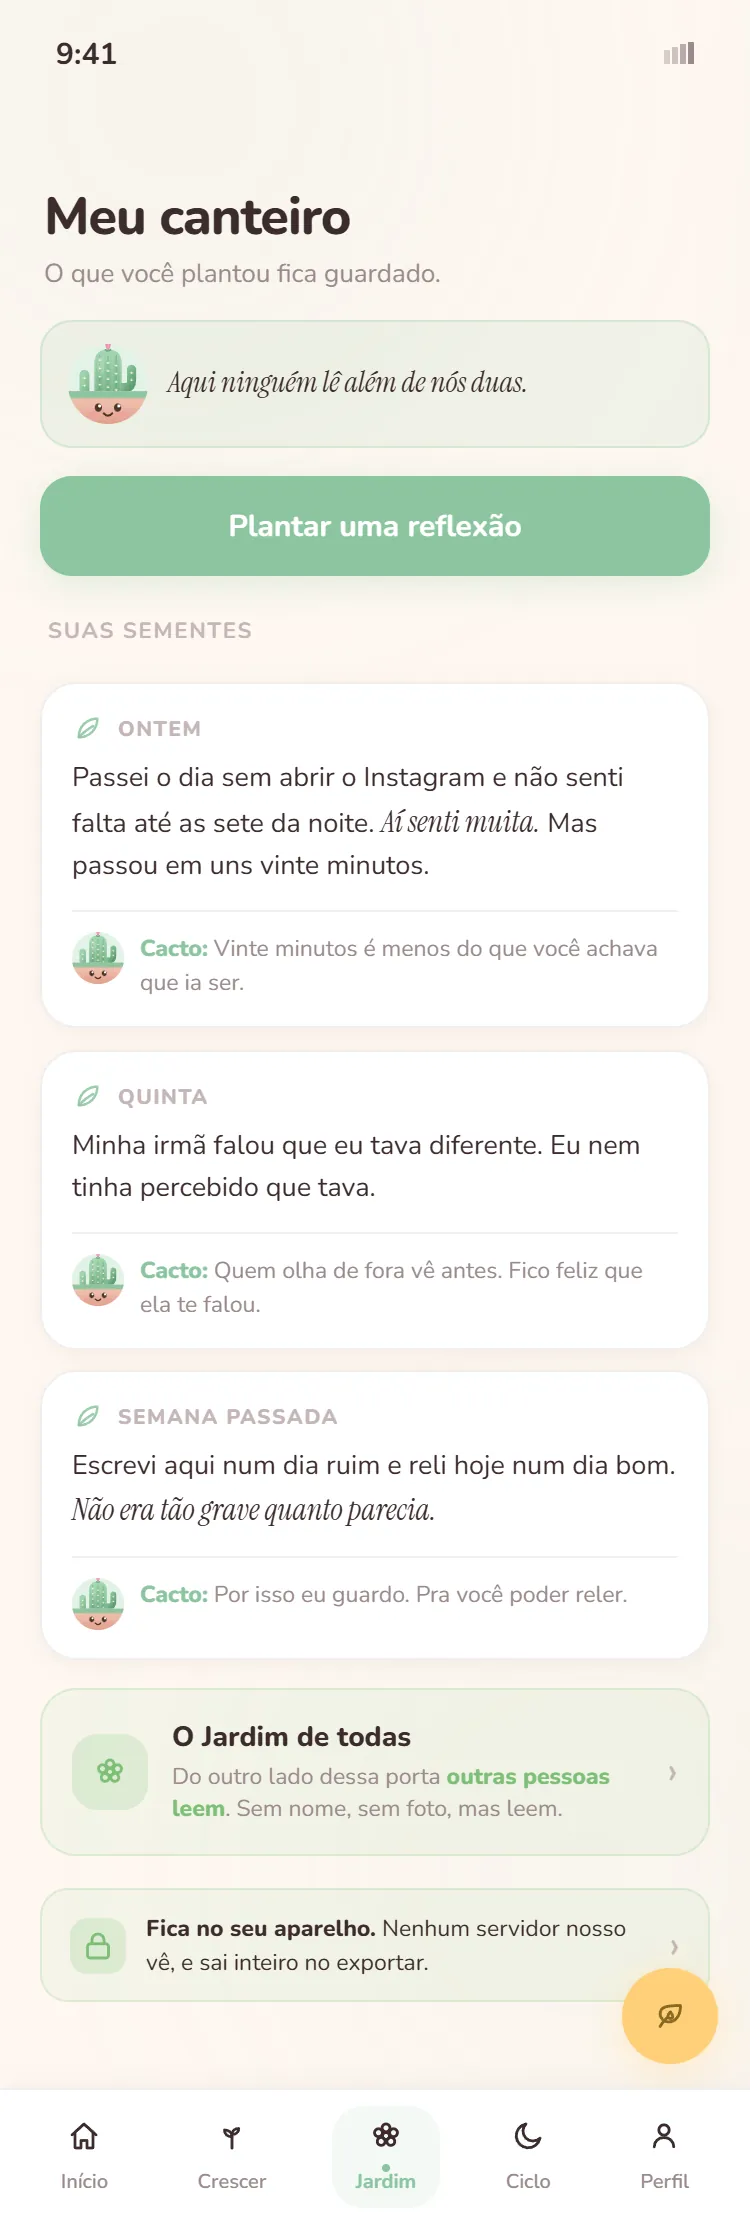 9:41
Meu canteiro
O que você plantou fica guardado.
Aqui ninguém lê além de nós duas.
Plantar uma reflexão
SUAS SEMENTES
ONTEM
Passei o dia sem abrir o Instagram e não senti
falta até as sete da noite. Aí senti muita. Mas
passou em uns vinte minutos.
Cacto: Vinte minutos é menos do que você achava
que ia ser.
QUINTA
Minha irmã falou que eu tava diferente. Eu nem
tinha percebido que tava.
Cacto: Quem olha de fora vê antes. Fico feliz que
ela te falou.
SEMANA PASSADA
Escrevi aqui num dia ruim e reli hoje num dia bom.
Não era tão grave quanto parecia.
Cacto: Por isso eu guardo. Pra você poder reler.
O Jardim de todas
Do outro lado dessa porta outras pessoas
leem. Sem nome, sem foto, mas leem.
Fica no seu aparelho. Nenhum servidor nosso
vê, e sai inteiro no exportar.
Início
Crescer
Jardim
Ciclo
Perfil